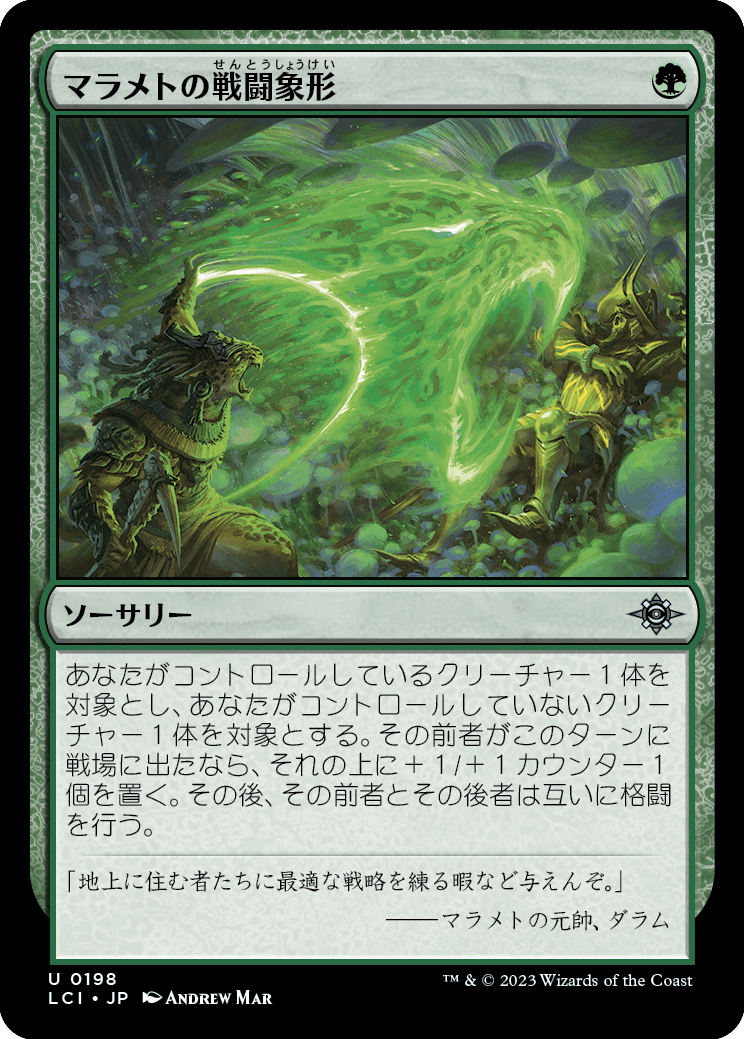 せんとうしょうけい
マラメトの戦闘象形
ソーサリー
あなたがコントロールしているクリーチャー１体を
対象とし、あなたがコントロールしていないクリー
チャー１体を対象とする。その前者がこのターンに
戦場に出たなら、それの上に＋１/＋１カウンター１
個を置く。その後、その前者とその後者は互いに格闘
を行う。
「地上に住む者たちに最適な戦略を練る暇など与えんぞ。」
――マラメトの元帥、ダラム
U 0198
LCI • JP Andrew Mar
™ & © 2023 Wizards of the Coast